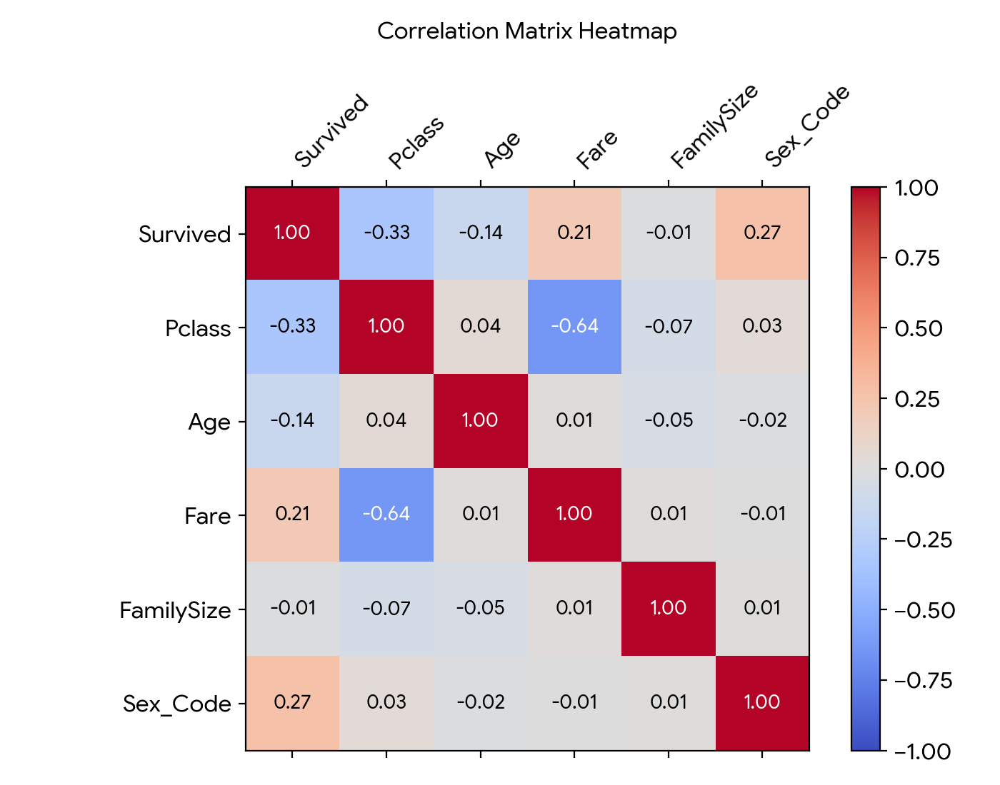 Correlation Matrix Heatmap
Survived Pclass Age Fare FamilySize Sex_Code
Survived 1.00 -0.33 -0.14 0.21 -0.01 0.27
Pclass -0.33 1.00 0.04 -0.64 -0.07 0.03
Age -0.14 0.04 1.00 0.01 -0.05 -0.02
Fare 0.21 -0.64 0.01 1.00 0.01 -0.01
FamilySize -0.01 -0.07 -0.05 0.01 1.00 0.01
Sex_Code 0.27 0.03 -0.02 -0.01 0.01 1.00
1.00
0.75
0.50
0.25
0.00
−0.25
−0.50
−0.75
−1.00